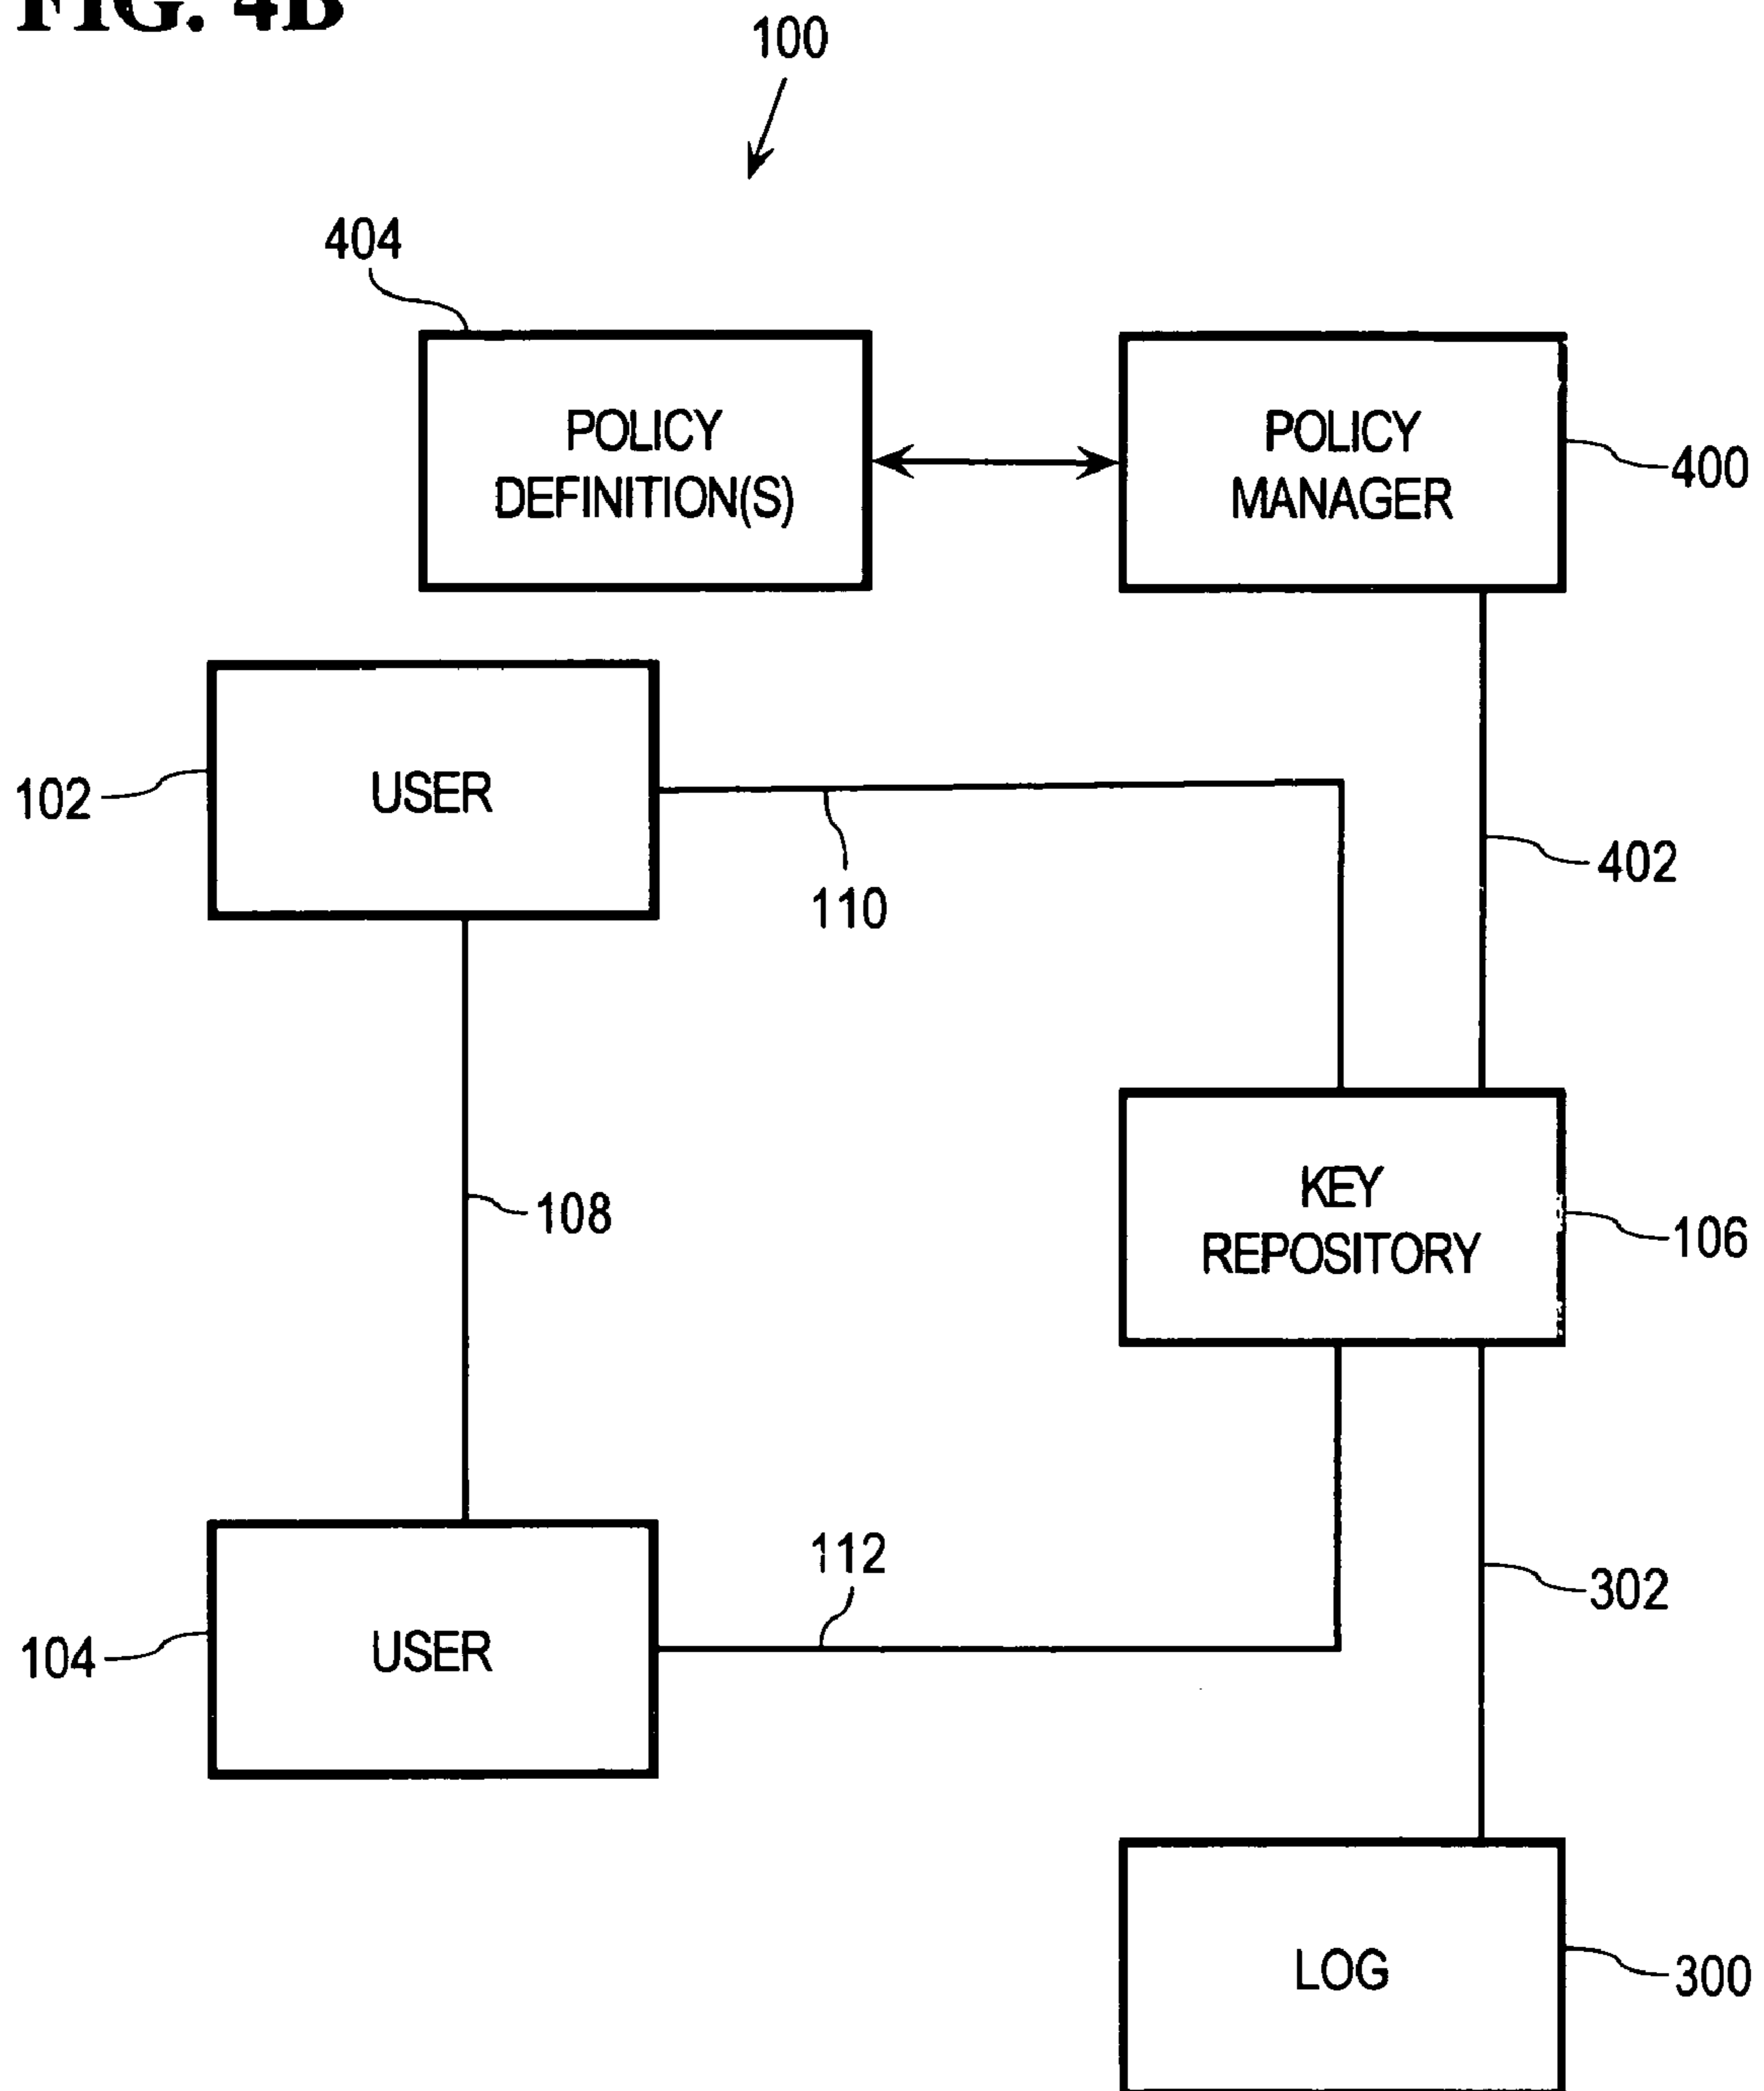 FIG. 4B
100
404
POLICY
DEFINITION(S)
POLICY
MANAGER
400
102
USER
110
402
108
KEY
REPOSITORY
106
112
302
104
USER
LOG
300